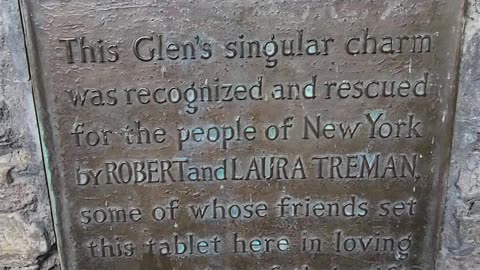 This Glen's singular charm
was recognized and rescued
for the people of New York
by ROBERT and LAURA TREMAN,
some of whose friends set
this tablet here in loving